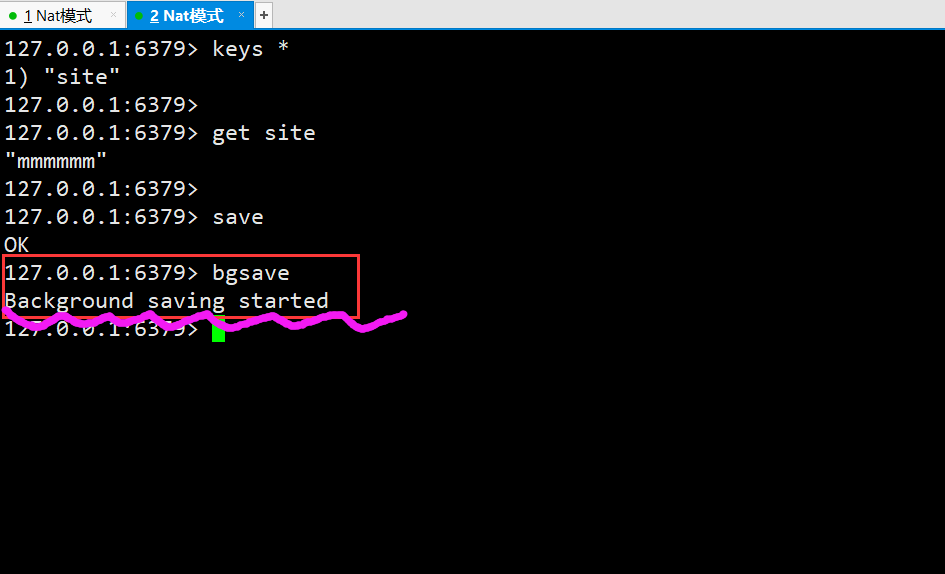 1 Nat模式 × 2 Nat模式 × +
127.0.0.1:6379> keys *
1) "site"
127.0.0.1:6379>
127.0.0.1:6379> get site
"mmmmmm"
127.0.0.1:6379>
127.0.0.1:6379> save
OK
127.0.0.1:6379> bgsave
Background saving started
127.0.0.1:6379>